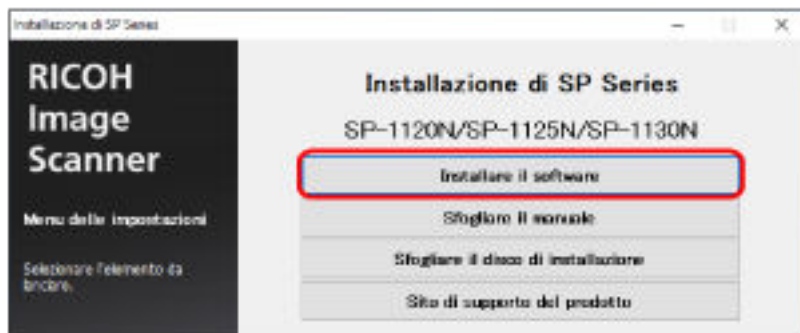 Installazione di SP Series
RICOH
Image
Scanner
Menu delle impostazioni
Selezionare l'elemento da
lanciare.
Installazione di SP Series
SP-1120N/SP-1125N/SP-1130N
Installare il software
Sfogliare il manuale
Sfogliare il disco di installazione
Sito di supporto del prodotto